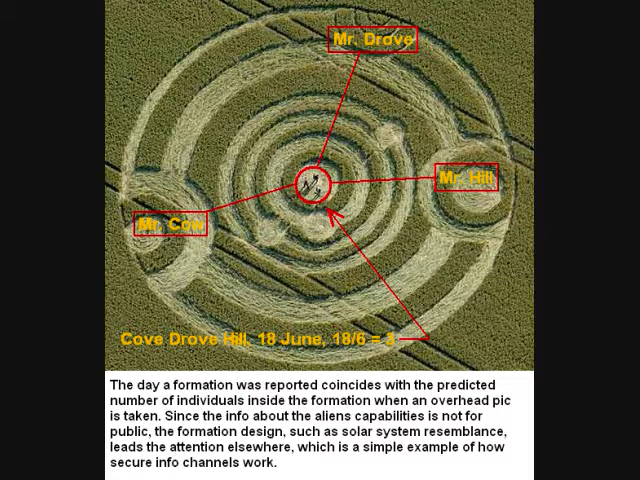 Mr. Drove
Mr. Hill
Mr. Cow
Cove Drove Hill, 18 June, 18/6 = 3
The day a formation was reported coincides with the predicted
number of individuals inside the formation when an overhead pic
is taken. Since the info about the aliens capabilities is not for
public, the formation design, such as solar system resemblance,
leads the attention elsewhere, which is a simple example of how
secure info channels work.